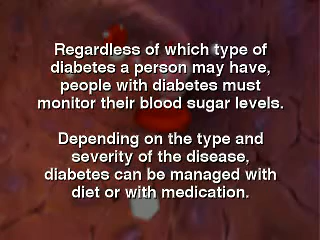 Regardless of which type of
diabetes a person may have,
people with diabetes must
monitor their blood sugar levels.
Depending on the type and
severity of the disease,
diabetes can be managed with
diet or with medication.